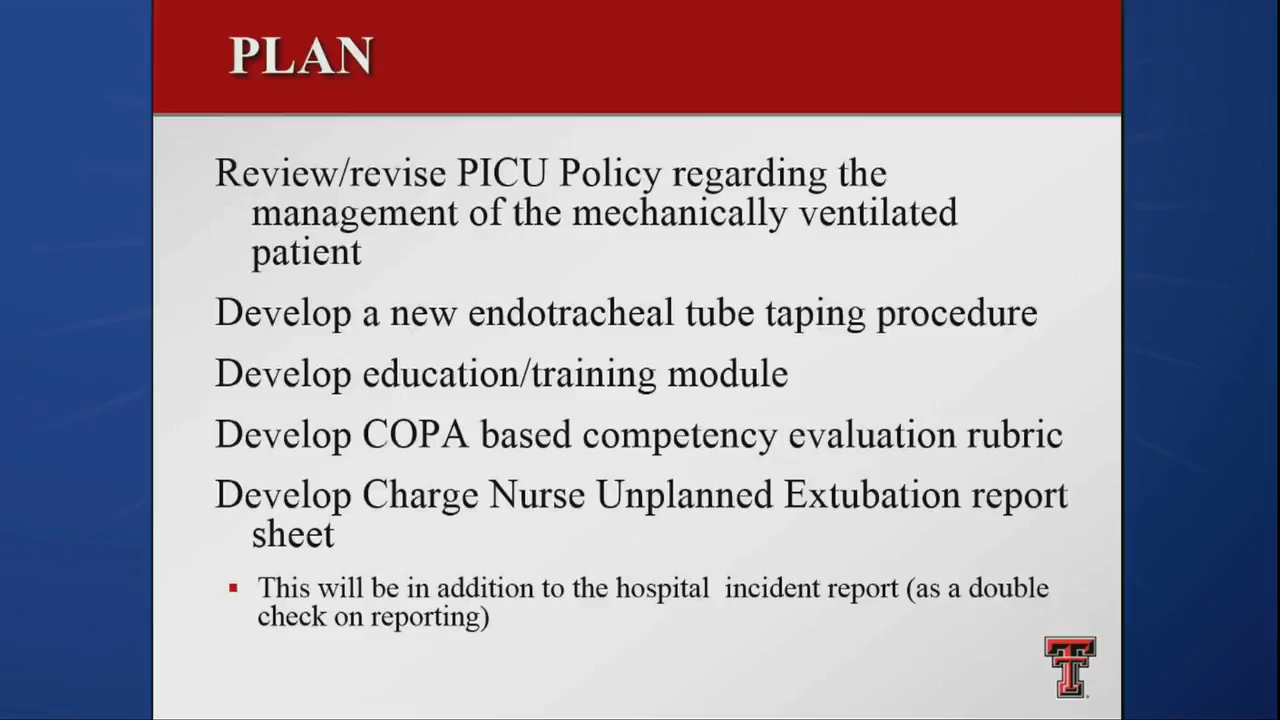 PLAN
Review/revise PICU Policy regarding the
management of the mechanically ventilated
patient
Develop a new endotracheal tube taping procedure
Develop education/training module
Develop COPA based competency evaluation rubric
Develop Charge Nurse Unplanned Extubation report
sheet
▪ This will be in addition to the hospital  incident report (as a double
check on reporting)